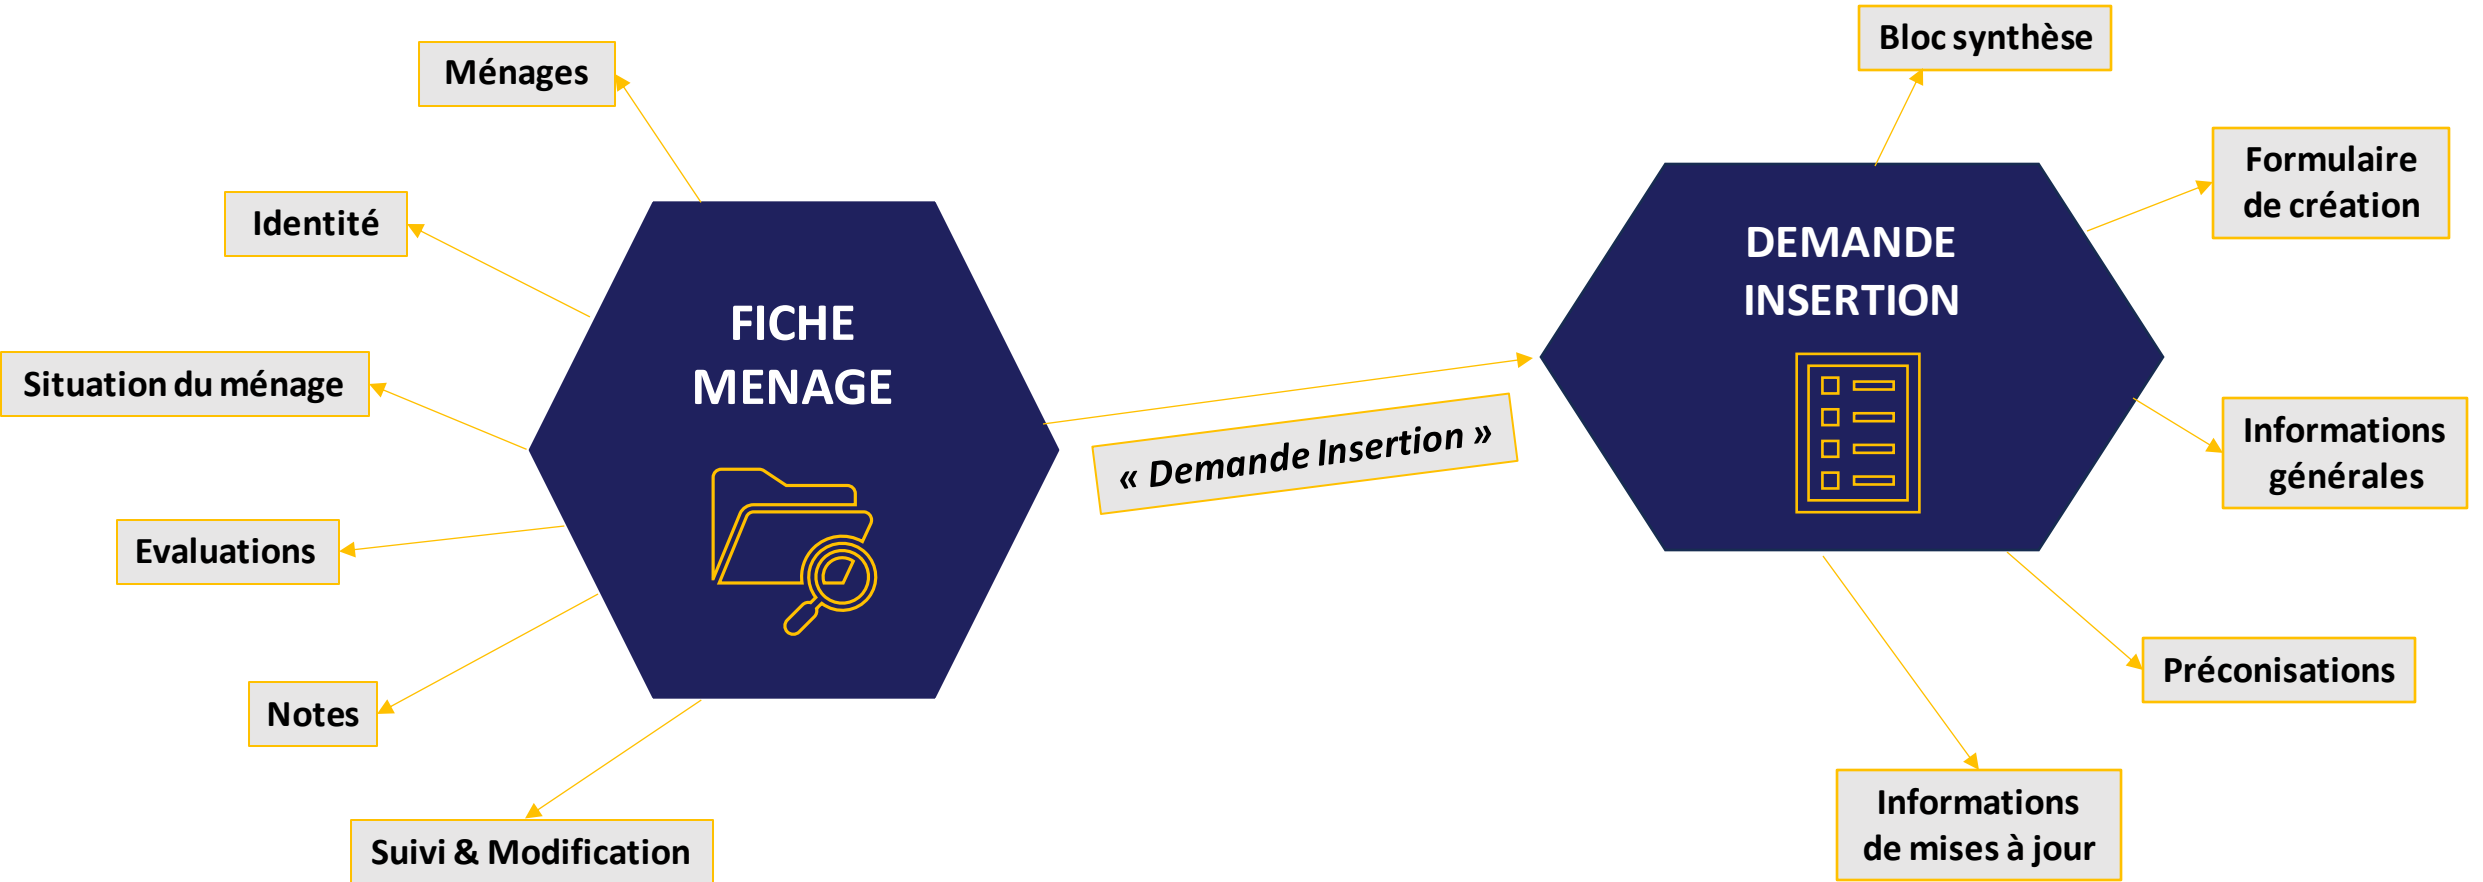 Ménages
Identité
Situation du ménage
Evaluations
Notes
Suivi & Modification
FICHE
MENAGE
« Demande Insertion »
DEMANDE
INSERTION
Bloc synthèse
Formulaire
de création
Informations
générales
Préconisations
Informations
de mises à jour